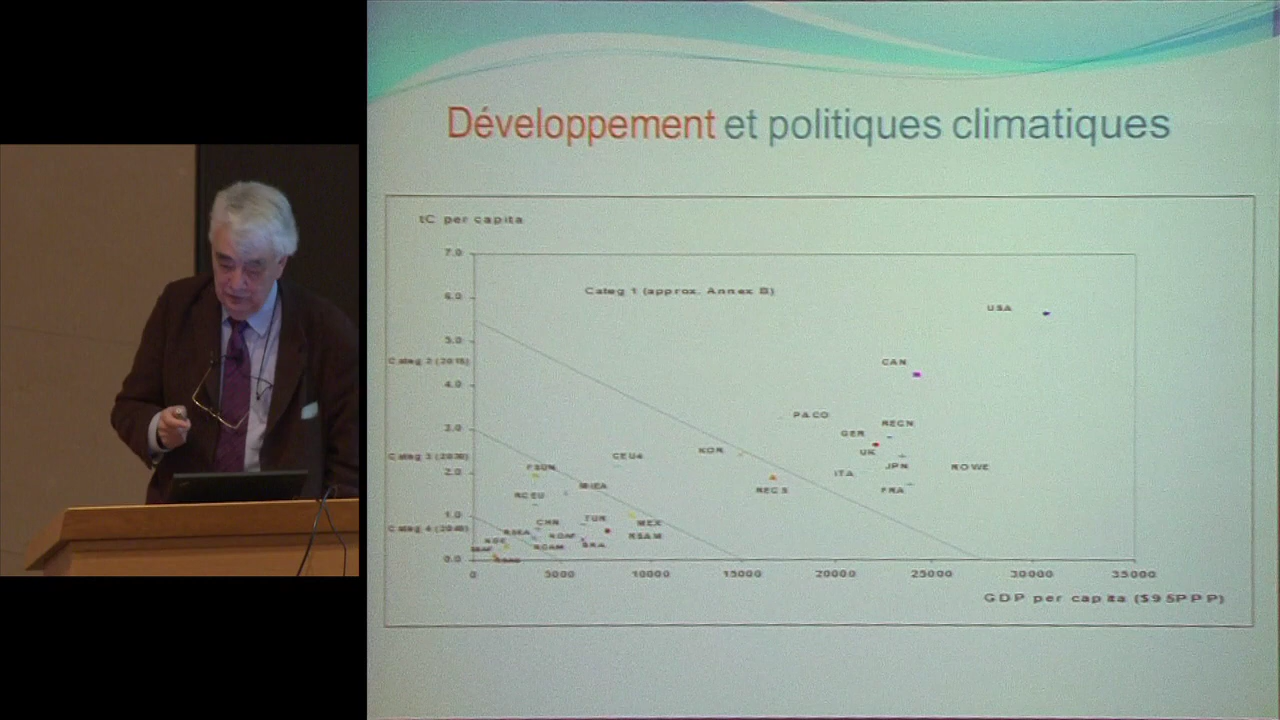 Développement et politiques climatiques
tC per capita
7.0
Categ 1 (approx. Annex B)
6.0
USA
5.0
Categ 2 (2015)
CAN
4.0
PACO
RECN
3.0
GER
KOR
UK
Categ 3 (2030)
CEU4
2.0
FSUN
ITA
JPN
ROWE
RECS
FRA
RCEU
1.0
CHN
TUR
MEX
Categ 4 (2045)
RSAM
RCAM
BRA
0.0
0 5000 10000 15000 20000 25000 30000 35000
GDP per capita ($95PPP)